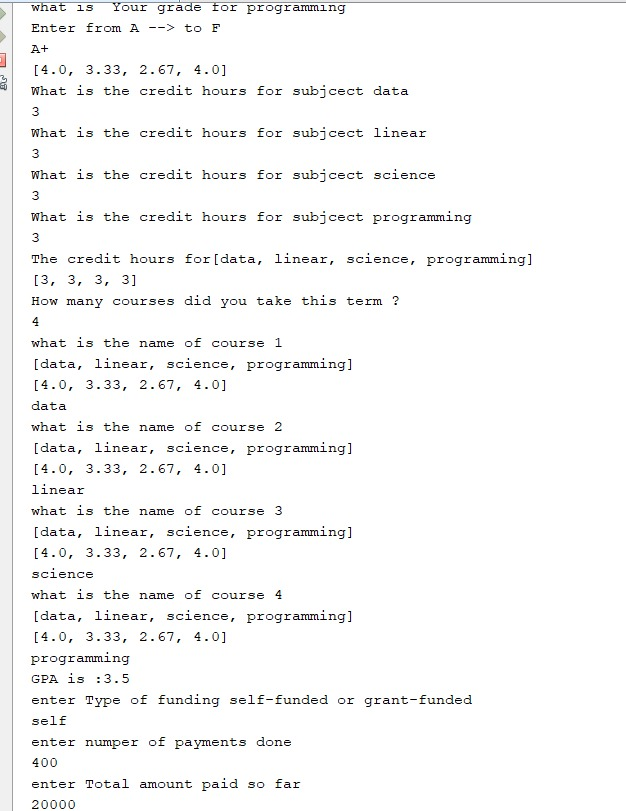 what is  Your grade for programming
Enter from A --> to F
A+
[4.0, 3.33, 2.67, 4.0]
What is the credit hours for subjcect data
3
What is the credit hours for subjcect linear
3
What is the credit hours for subjcect science
3
What is the credit hours for subjcect programming
3
The credit hours for[data, linear, science, programming]
[3, 3, 3, 3]
How many courses did you take this term ?
4
what is the name of course 1
[data, linear, science, programming]
[4.0, 3.33, 2.67, 4.0]
data
what is the name of course 2
[data, linear, science, programming]
[4.0, 3.33, 2.67, 4.0]
linear
what is the name of course 3
[data, linear, science, programming]
[4.0, 3.33, 2.67, 4.0]
science
what is the name of course 4
[data, linear, science, programming]
[4.0, 3.33, 2.67, 4.0]
programming
GPA is :3.5
enter Type of funding self-funded or grant-funded
self
enter numper of payments done
400
enter Total amount paid so far
20000